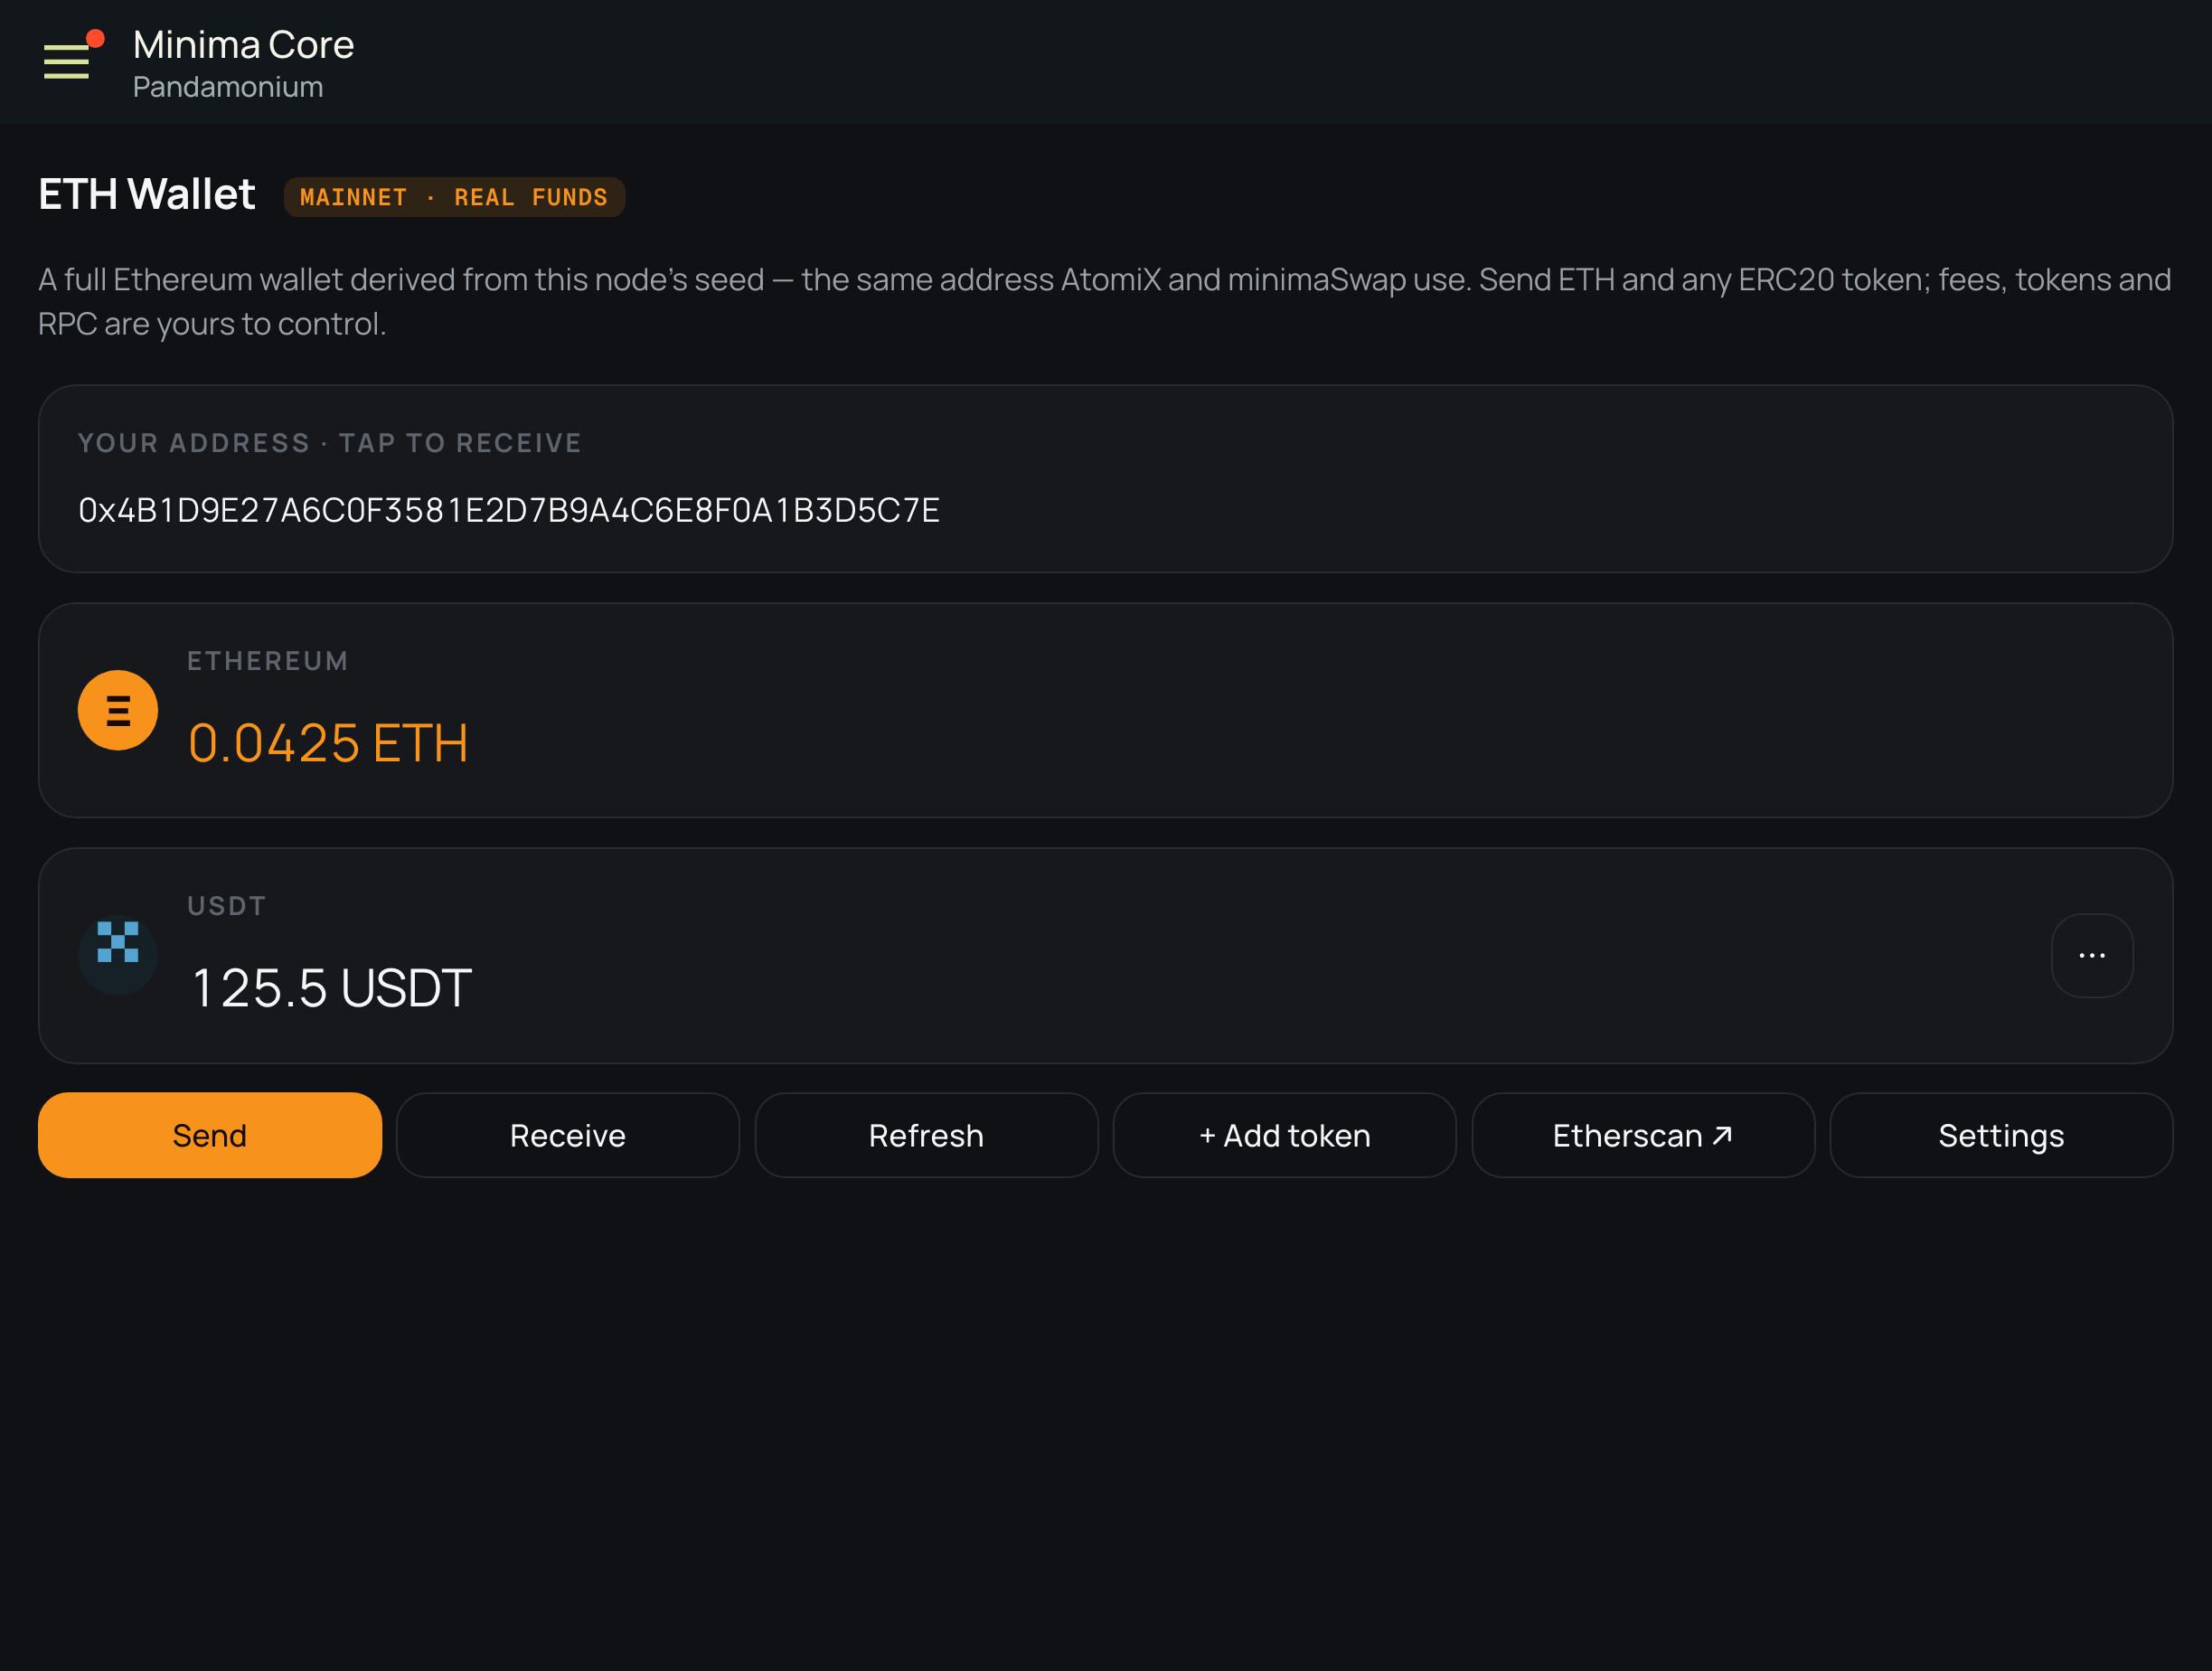 Minima Core
Pandamonium
ETH Wallet
MAINNET · REAL FUNDS
A full Ethereum wallet derived from this node's seed — the same address AtomiX and minimaSwap use. Send ETH and any ERC20 token; fees, tokens and
RPC are yours to control.
YOUR ADDRESS · TAP TO RECEIVE
0x4B1D9E27A6C0F3581E2D7B9A4C6E8F0A1B3D5C7E
ETHEREUM
0.0425 ETH
USDT
125.5 USDT
...
Send
Receive
Refresh
+ Add token
Etherscan ↗
Settings